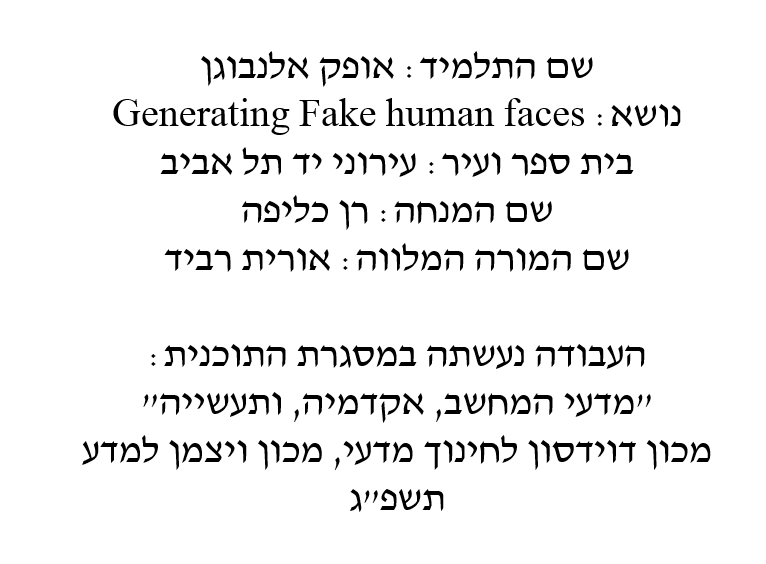 שם התלמיד: אופק אלנבוגן
נושא: Generating Fake human faces
בית ספר ועיר: עירוני יד תל אביב
שם המנחה: רן כליפה
שם המורה המלווה: אורית רביד
העבודה נעשתה במסגרת התוכנית:
"מדעי המחשב, אקדמיה, ותעשייה"
מכון דוידסון לחינוך מדעי, מכון ויצמן למדע
תשפ"ג